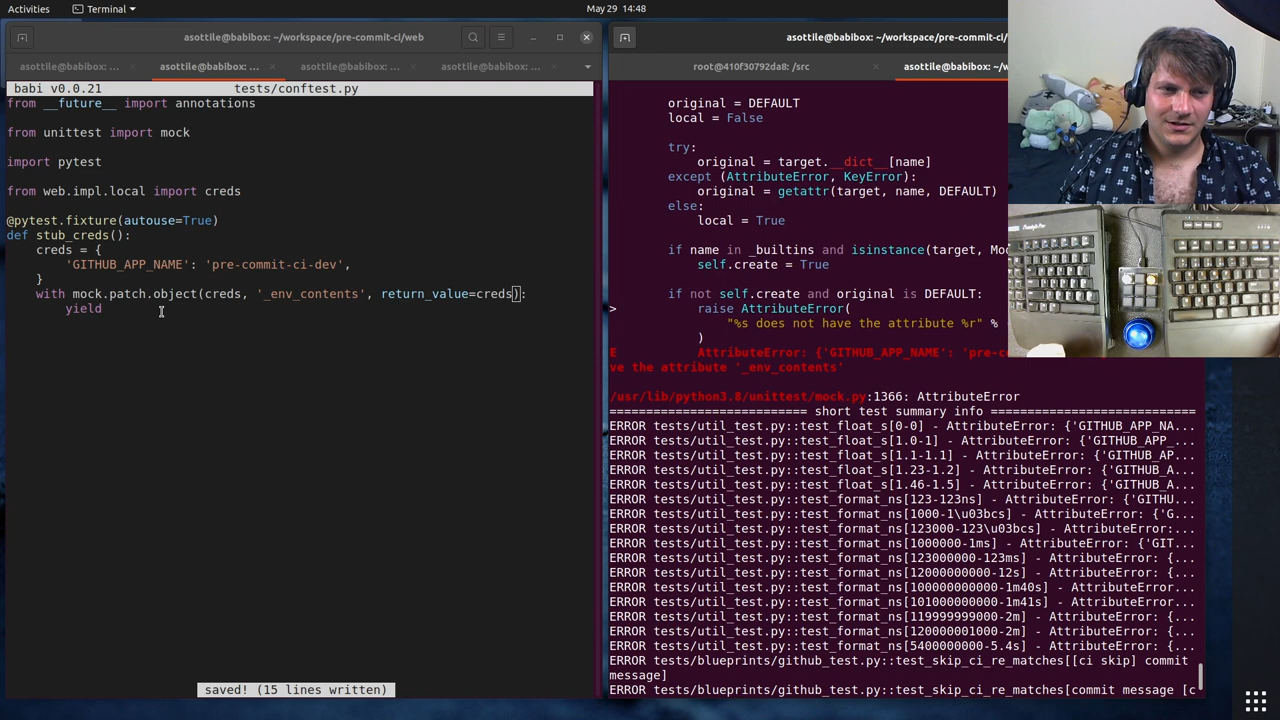 Activities
Terminal
May 29 14:48
asottile@babibox: ~/workspace/pre-commit-ci/web
asottile@babibox: ...
asottile@babibox: ...
asottile@babibox: ...
asottile@babibox: ...
babi v0.0.21 tests/conftest.py
from __future__ import annotations
from unittest import mock
import pytest
from web.impl.local import creds
@pytest.fixture(autouse=True)
def stub_creds():
creds = {
'GITHUB_APP_NAME': 'pre-commit-ci-dev',
}
with mock.patch.object(creds, '_env_contents', return_value=creds):
yield
saved! (15 lines written)
asottile@babibox: ~/workspace/pre-commit-ci/
root@410f30792da8: /src
asottile@babibox: ~/w
original = DEFAULT
local = False
try:
original = target.__dict__[name]
except (AttributeError, KeyError):
original = getattr(target, name, DEFAULT)
else:
local = True
if name in _builtins and isinstance(target, Mo
self.create = True
if not self.create and original is DEFAULT:
> raise AttributeError(
"%s does not have the attribute %r" %
)
E AttributeError: {'GITHUB_APP_NAME': 'pre-c
ve the attribute '_env_contents'
/usr/lib/python3.8/unittest/mock.py:1366: AttributeError
=========================== short test summary info ============================
ERROR tests/util_test.py::test_float_s[0-0] - AttributeError: {'GITHUB_APP_NA...
ERROR tests/util_test.py::test_float_s[1.0-1] - AttributeError: {'GITHUB_APP_...
ERROR tests/util_test.py::test_float_s[1.1-1.1] - AttributeError: {'GITHUB_AP...
ERROR tests/util_test.py::test_float_s[1.23-1.2] - AttributeError: {'GITHUB_A...
ERROR tests/util_test.py::test_float_s[1.46-1.5] - AttributeError: {'GITHUB_A...
ERROR tests/util_test.py::test_format_ns[123-123ns] - AttributeError: {'GITHU...
ERROR tests/util_test.py::test_format_ns[1000-1\u03bcs] - AttributeError: {'G...
ERROR tests/util_test.py::test_format_ns[123000-123\u03bcs] - AttributeError:...
ERROR tests/util_test.py::test_format_ns[1000000-1ms] - AttributeError: {'GIT...
ERROR tests/util_test.py::test_format_ns[123000000-123ms] - AttributeError: {...
ERROR tests/util_test.py::test_format_ns[12000000000-12s] - AttributeError: {...
ERROR tests/util_test.py::test_format_ns[100000000000-1m40s] - AttributeError: {...
ERROR tests/util_test.py::test_format_ns[101000000000-1m41s] - AttributeError: {...
ERROR tests/util_test.py::test_format_ns[119999999999-2m] - AttributeError: {...
ERROR tests/util_test.py::test_format_ns[120000001000-2m] - AttributeError: {...
ERROR tests/util_test.py::test_format_ns[5400000000-5.4s] - AttributeError: {...
ERROR tests/blueprints/github_test.py::test_skip_ci_re_matches[[ci skip] commit
message]
ERROR tests/blueprints/github_test.py::test_skip_ci_re_matches[commit message [c